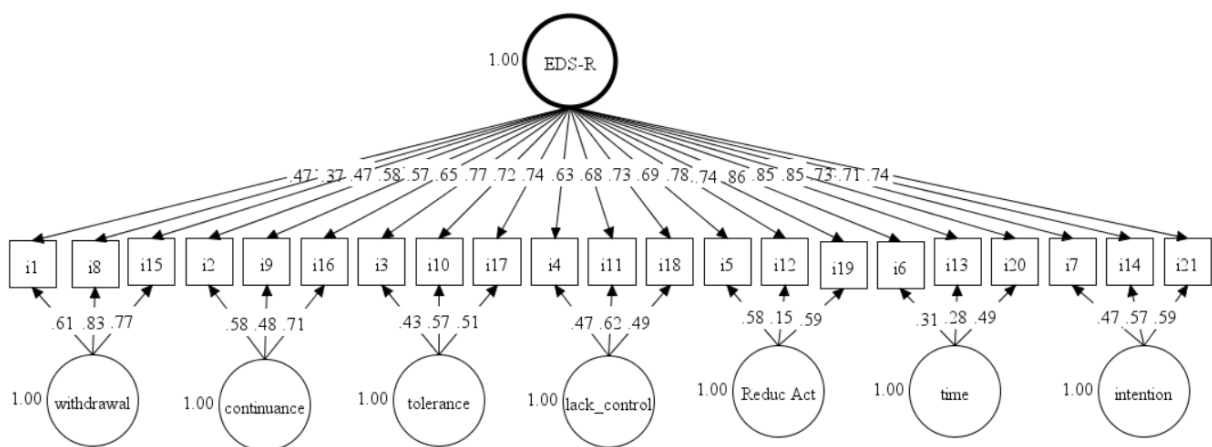 1.00 EDS-R
.47 .37 .47 .58 .57 .65 .77 .72 .74 .63 .68 .73 .69 .78 .74 .86 .85 .85 .73 .71 .74
i1 i8 i15 i2 i9 i16 i3 i10 i17 i4 i11 i18 i5 i12 i19 i6 i13 i20 i7 i14 i21
.61 .83 .77 .58 .48 .71 .43 .57 .51 .47 .62 .49 .58 .15 .59 .31 .28 .49 .47 .57 .59
1.00 withdrawal 1.00 continuance 1.00 tolerance 1.00 lack_control 1.00 Reduc Act 1.00 time 1.00 intention